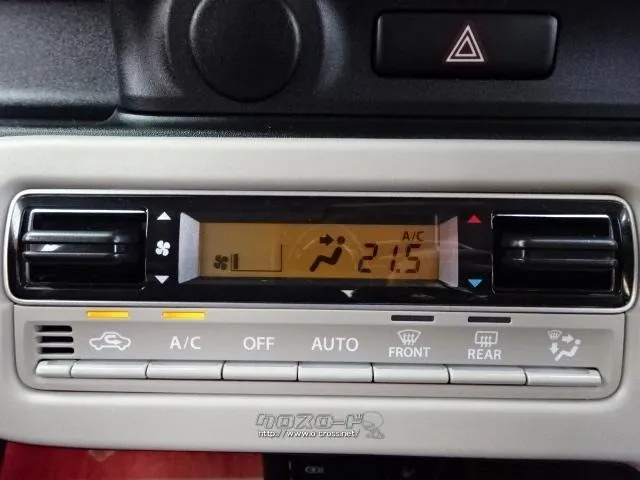 A/C
21.5
A/C
OFF
AUTO
FRONT
REAR
クロスロード
http://www.o-cross.net/